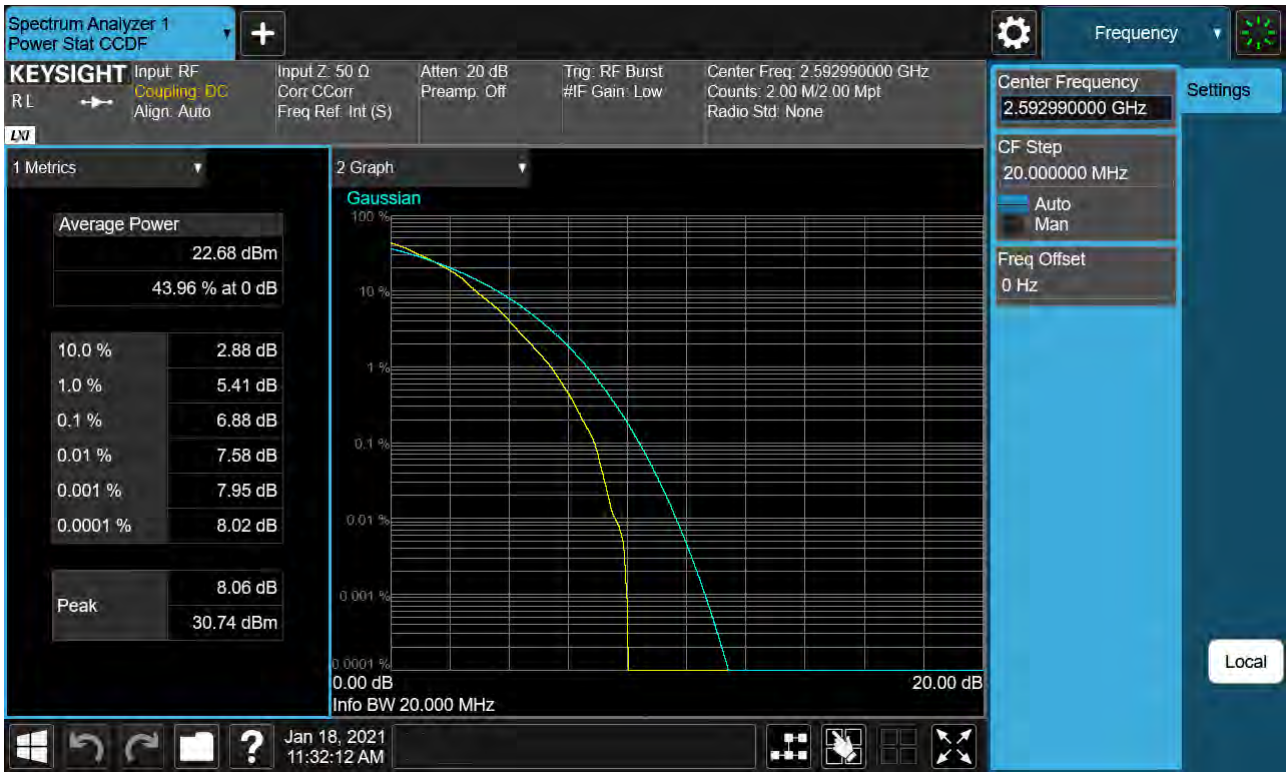 Spectrum Analyzer 1
Power Stat CCDF
+
Frequency
KEYSIGHT
RL
LXI
Input: RF
Coupling: DC
Align: Auto
Input Z: 50 Ω
Corr CCorr
Freq Ref: Int (S)
Atten: 20 dB
Preamp: Off
Trig: RF Burst
#IF Gain: Low
Center Freq: 2.592990000 GHz
Counts: 2.00 M/2.00 Mpt
Radio Std: None
Center Frequency
2.592990000 GHz
Settings
CF Step
20.000000 MHz
Auto
Man
Freq Offset
0 Hz
Local
1 Metrics
Average Power
22.68 dBm
43.96 % at 0 dB
10.0 % 2.88 dB
1.0 % 5.41 dB
0.1 % 6.88 dB
0.01 % 7.58 dB
0.001 % 7.95 dB
0.0001 % 8.02 dB
Peak
8.06 dB
30.74 dBm
2 Graph
Gaussian
100 %
10 %
1 %
0.1 %
0.01 %
0.001 %
0.0001 %
0.00 dB 20.00 dB
Info BW 20.000 MHz
?
Jan 18, 2021
11:32:12 AM